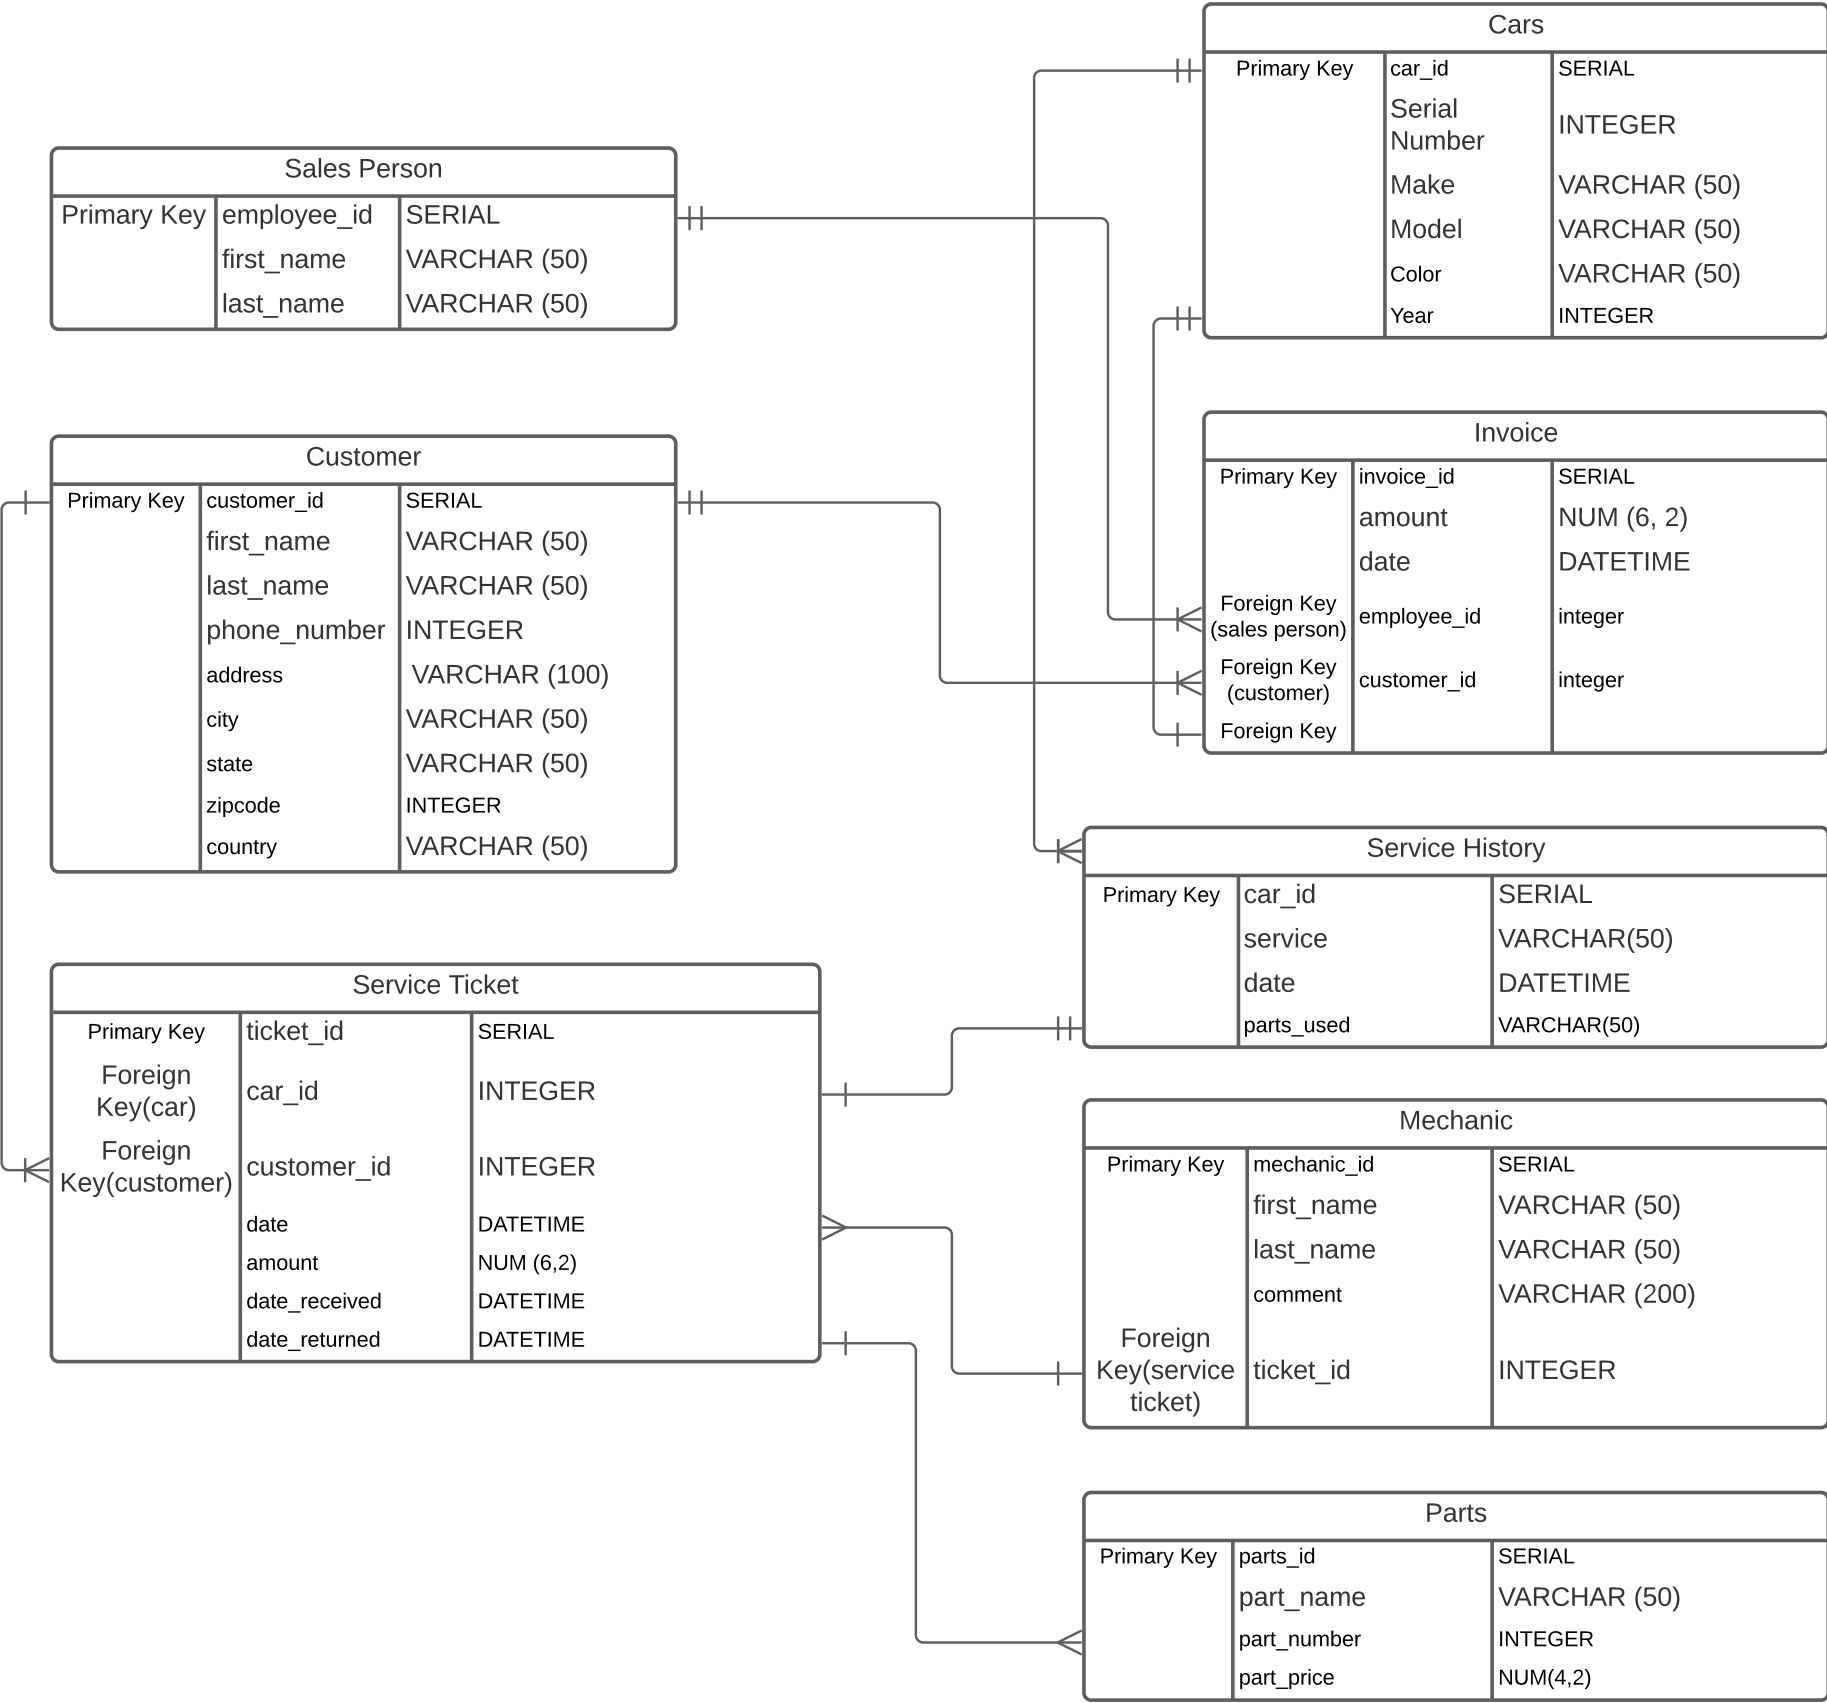 Cars
Primary Key car_id SERIAL
Serial
Number INTEGER
Make VARCHAR (50)
Model VARCHAR (50)
Color VARCHAR (50)
Year INTEGER
Sales Person
Primary Key employee_id SERIAL
first_name VARCHAR (50)
last_name VARCHAR (50)
Invoice
Primary Key invoice_id SERIAL
amount NUM (6, 2)
date DATETIME
Foreign Key
(sales person) employee_id integer
Foreign Key
(customer) customer_id integer
Foreign Key
Customer
Primary Key customer_id SERIAL
first_name VARCHAR (50)
last_name VARCHAR (50)
phone_number INTEGER
address VARCHAR (100)
city VARCHAR (50)
state VARCHAR (50)
zipcode INTEGER
country VARCHAR (50)
Service History
Primary Key car_id SERIAL
service VARCHAR(50)
date DATETIME
parts_used VARCHAR(50)
Service Ticket
Primary Key ticket_id SERIAL
Foreign
Key(car) car_id INTEGER
Foreign
Key(customer) customer_id INTEGER
date DATETIME
amount NUM (6,2)
date_received DATETIME
date_returned DATETIME
Mechanic
Primary Key mechanic_id SERIAL
first_name VARCHAR (50)
last_name VARCHAR (50)
comment VARCHAR (200)
Foreign
Key(service ticket_id INTEGER
ticket)
Parts
Primary Key parts_id SERIAL
part_name VARCHAR (50)
part_number INTEGER
part_price NUM(4,2)